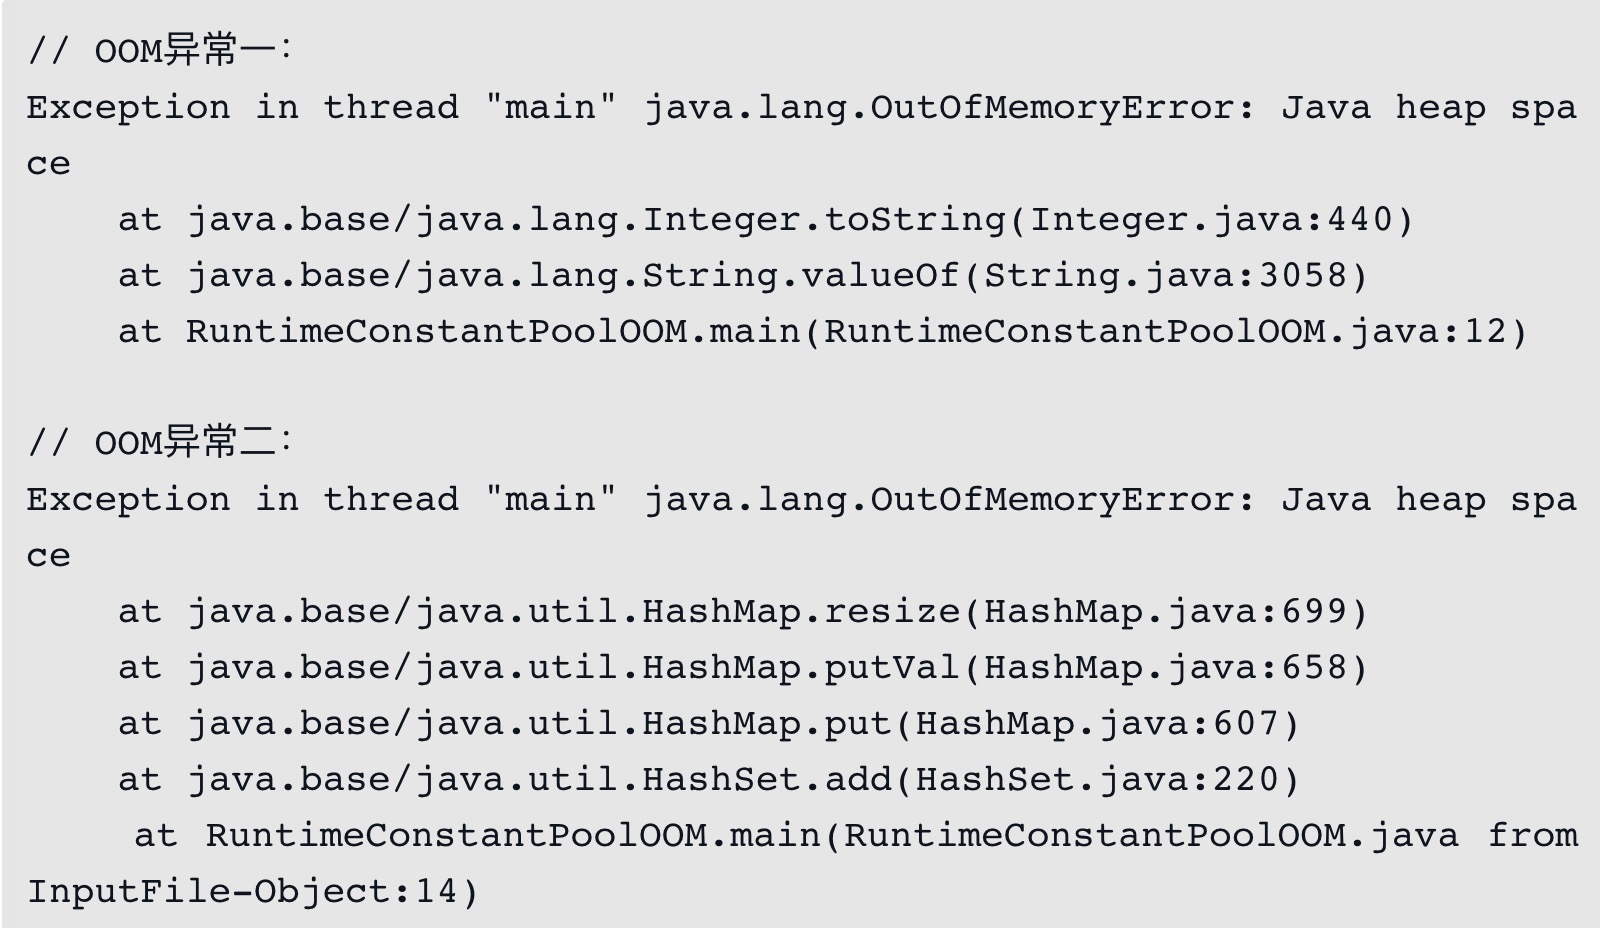 // OOM异常一：
Exception in thread "main" java.lang.OutOfMemoryError: Java heap spa
ce
    at java.base/java.lang.Integer.toString(Integer.java:440)
    at java.base/java.lang.String.valueOf(String.java:3058)
    at RuntimeConstantPoolOOM.main(RuntimeConstantPoolOOM.java:12)

// OOM异常二：
Exception in thread "main" java.lang.OutOfMemoryError: Java heap spa
ce
    at java.base/java.util.HashMap.resize(HashMap.java:699)
    at java.base/java.util.HashMap.putVal(HashMap.java:658)
    at java.base/java.util.HashMap.put(HashMap.java:607)
    at java.base/java.util.HashSet.add(HashSet.java:220)
    at RuntimeConstantPoolOOM.main(RuntimeConstantPoolOOM.java from
InputFile-Object:14)